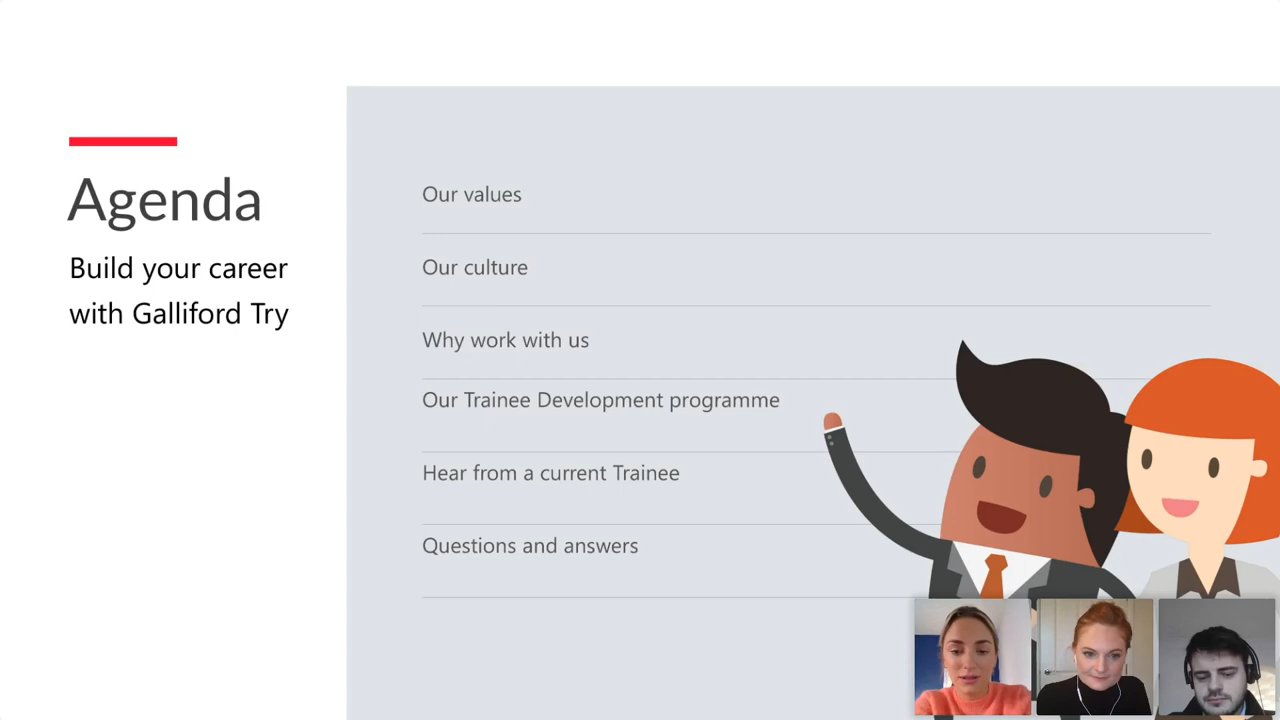 Agenda
Build your career
with Galliford Try
Our values
Our culture
Why work with us
Our Trainee Development programme
Hear from a current Trainee
Questions and answers